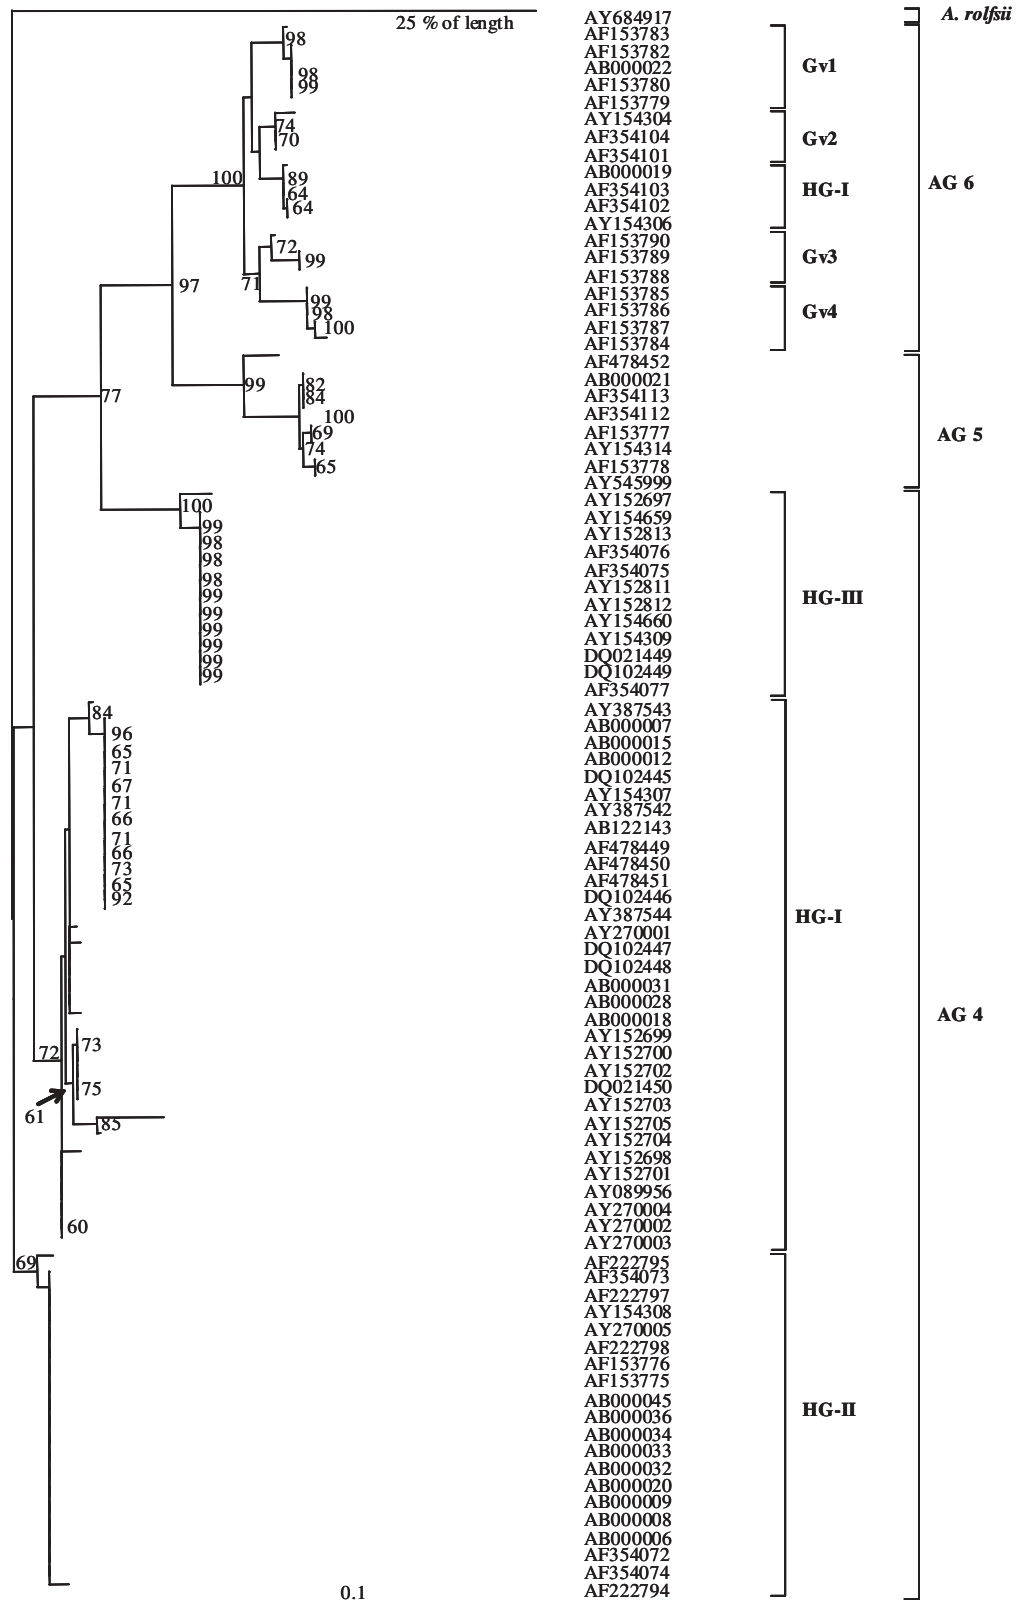 25 % of length
AY684917
A. rolfsii
AF153783
98
AF153782
Gv1
AB000022
98
AF153780
99
AF153779
AY154304
74
AF354104
Gv2
70
AF354101
AB000019
100
89
AF354103
HG-I
AG 6
64
AF354102
64
AY154306
AF153790
72
AF153789
Gv3
99
AF153788
71
97
AF153785
99
AF153786
Gv4
98
AF153787
100
AF153784
AF478452
AB000021
99
82
AF354113
77
84
AF354112
100
AF153777
AG 5
69
AY154314
74
AF153778
65
AY545999
AY152697
100
AY154659
99
AY152813
98
AF354076
98
AF354075
98
AY152811
99
HG-III
AY152812
99
AY154660
99
AY154309
99
DQ021449
99
DQ102449
99
AF354077
AY387543
84
AB000007
96
AB000015
65
AB000012
71
DQ102445
67
AY154307
71
AY387542
66
AB122143
71
AF478449
66
AF478450
73
AF478451
65
DQ102446
92
AY387544
HG-I
AY270001
DQ102447
DQ102448
AB000031
AB000028
AB000018
AG 4
AY152699
73
AY152700
72
AY152702
DQ021450
75
AY152703
61
AY152705
85
AY152704
AY152698
AY152701
AY089956
AY270004
AY270002
60
AY270003
69
AF222795
AF354073
AF222797
AY154308
AY270005
AF222798
AF153776
AF153775
AB000045
HG-II
AB000036
AB000034
AB000033
AB000032
AB000020
AB000009
AB000008
AB000006
AF354072
AF354074
AF222794
0.1